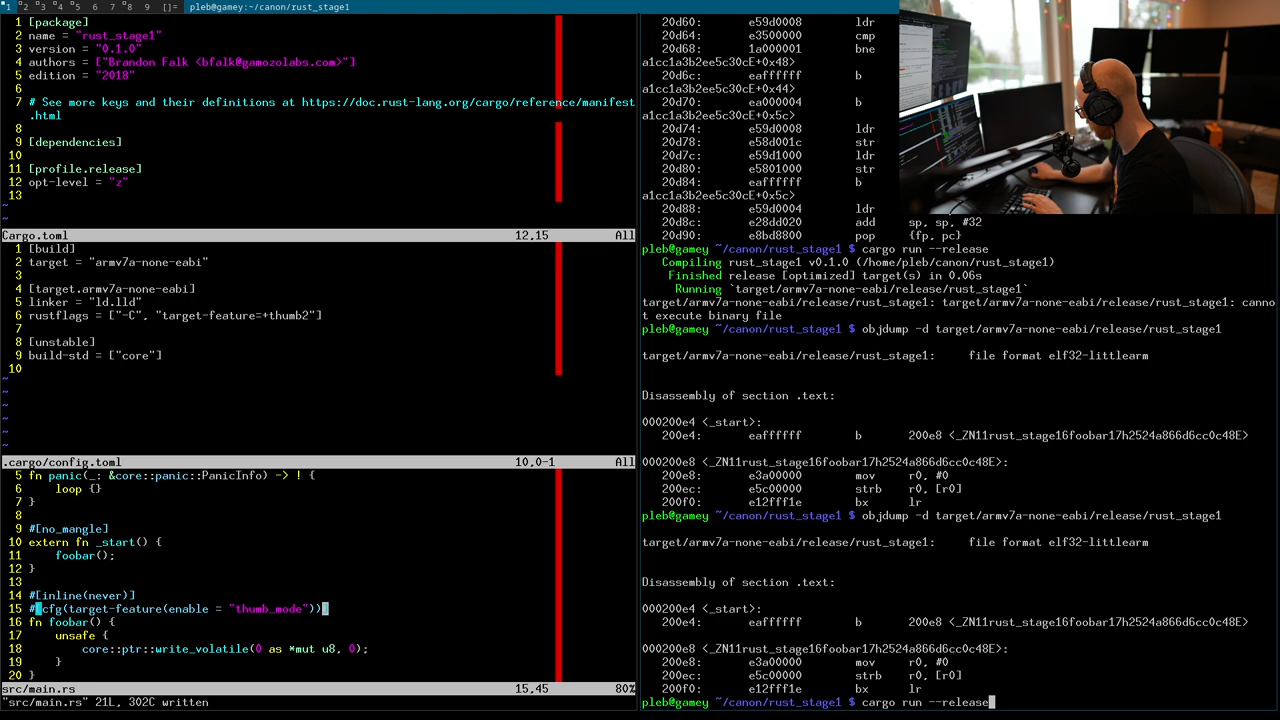 1 2 3 4 5 6 7 8 9 []= pleb@gamey:~/canon/rust_stage1
1 [package]
2 name = "rust_stage1"
3 version = "0.1.0"
4 authors = ["Brandon Falk <bfalk@gamozolabs.com>"]
5 edition = "2018"
6
7 # See more keys and their definitions at https://doc.rust-lang.org/cargo/reference/manifest
.html
8
9 [dependencies]
10
11 [profile.release]
12 opt-level = "z"
13
~
~
Cargo.toml 12,15 All
1 [build]
2 target = "armv7a-none-eabi"
3
4 [target.armv7a-none-eabi]
5 linker = "ld.lld"
6 rustflags = ["-C", "target-feature=+thumb2"]
7
8 [unstable]
9 build-std = ["core"]
10
~
~
~
~
~
~
.cargo/config.toml 10,0-1 All
5 fn panic(_: &core::panic::PanicInfo) -> ! {
6 loop {}
7 }
8
9 #[no_mangle]
10 extern fn _start() {
11 foobar();
12 }
13
14 #[inline(never)]
15 #[cfg(target-feature(enable = "thumb_mode"))]
16 fn foobar() {
17 unsafe {
18 core::ptr::write_volatile(0 as *mut u8, 0);
19 }
20 }
src/main.rs 15,45 80%
"src/main.rs" 21L, 302C written
20d60: e59d0008 ldr
20d64: e3500000 cmp
20d68: 1a000001 bne
a1cc1a3b2ee5c30cE+0x48>
20d6c: eaffffff b
a1cc1a3b2ee5c30cE+0x44>
20d70: ea000004 b
a1cc1a3b2ee5c30cE+0x5c>
20d74: e59d0008 ldr
20d78: e58d001c str
20d7c: e59d1000 ldr
20d80: e5801000 str
20d84: eaffffff b
a1cc1a3b2ee5c30cE+0x5c>
20d88: e59d0004 ldr
20d8c: e28dd020 add sp, sp, #32
20d90: e8bd8800 pop {fp, pc}
pleb@gamey ~/canon/rust_stage1 $ cargo run --release
Compiling rust_stage1 v0.1.0 (/home/pleb/canon/rust_stage1)
Finished release [optimized] target(s) in 0.06s
Running `target/armv7a-none-eabi/release/rust_stage1`
target/armv7a-none-eabi/release/rust_stage1: target/armv7a-none-eabi/release/rust_stage1: canno
t execute binary file
pleb@gamey ~/canon/rust_stage1 $ objdump -d target/armv7a-none-eabi/release/rust_stage1
target/armv7a-none-eabi/release/rust_stage1: file format elf32-littlearm
Disassembly of section .text:
000200e4 <_start>:
200e4: eaffffff b 200e8 <_ZN11rust_stage16foobar17h2524a866d6cc0c48E>
000200e8 <_ZN11rust_stage16foobar17h2524a866d6cc0c48E>:
200e8: e3a00000 mov r0, #0
200ec: e5c00000 strb r0, [r0]
200f0: e12fff1e bx lr
pleb@gamey ~/canon/rust_stage1 $ objdump -d target/armv7a-none-eabi/release/rust_stage1
target/armv7a-none-eabi/release/rust_stage1: file format elf32-littlearm
Disassembly of section .text:
000200e4 <_start>:
200e4: eaffffff b 200e8 <_ZN11rust_stage16foobar17h2524a866d6cc0c48E>
000200e8 <_ZN11rust_stage16foobar17h2524a866d6cc0c48E>:
200e8: e3a00000 mov r0, #0
200ec: e5c00000 strb r0, [r0]
200f0: e12fff1e bx lr
pleb@gamey ~/canon/rust_stage1 $ cargo run --release